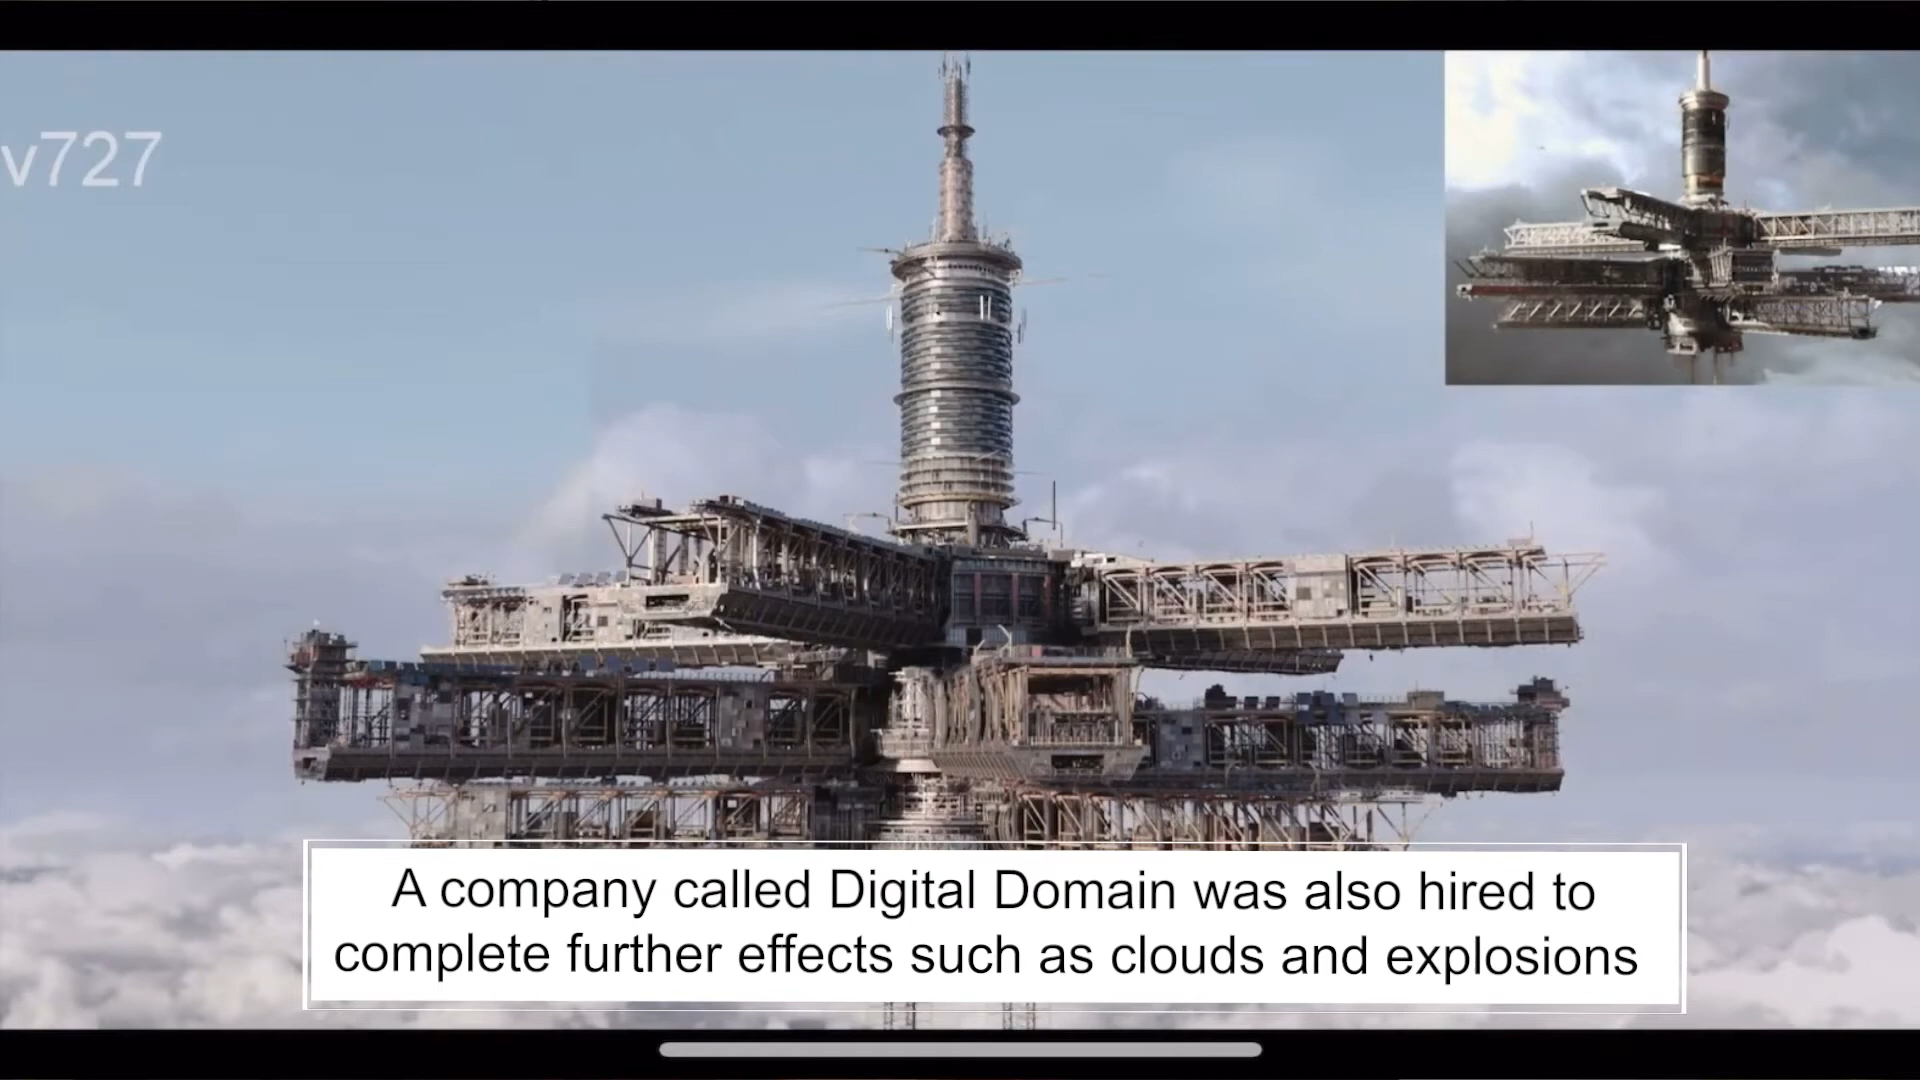 v727
A company called Digital Domain was also hired to
complete further effects such as clouds and explosions